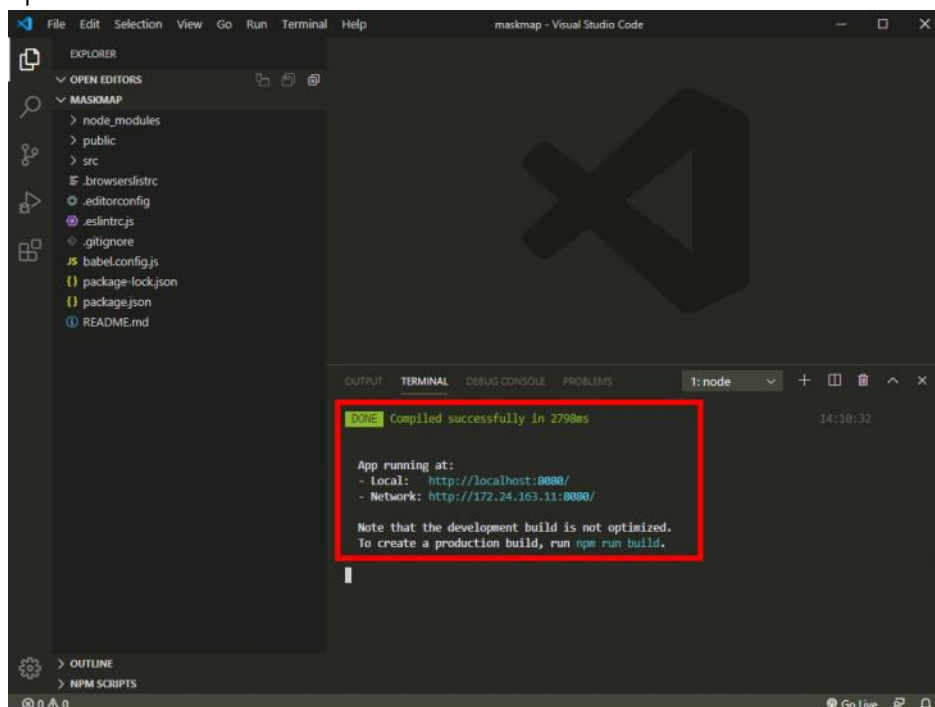 File Edit Selection View Go Run Terminal Help maskmap - Visual Studio Code
EXPLORER
OPEN EDITORS
MASKMAP
node_modules
public
src
.browserslistrc
.editorconfig
.eslintrc.js
.gitignore
JS babel.config.js
{} package-lock.json
{} package.json
README.md
OUTLINE
NPM SCRIPTS
OUTPUT TERMINAL DEBUG CONSOLE PROBLEMS 1: node
DONE Compiled successfully in 2798ms 14:10:32
App running at:
- Local: http://localhost:8080/
- Network: http://172.24.163.11:8080/
Note that the development build is not optimized.
To create a production build, run npm run build.
0 0 Go Live